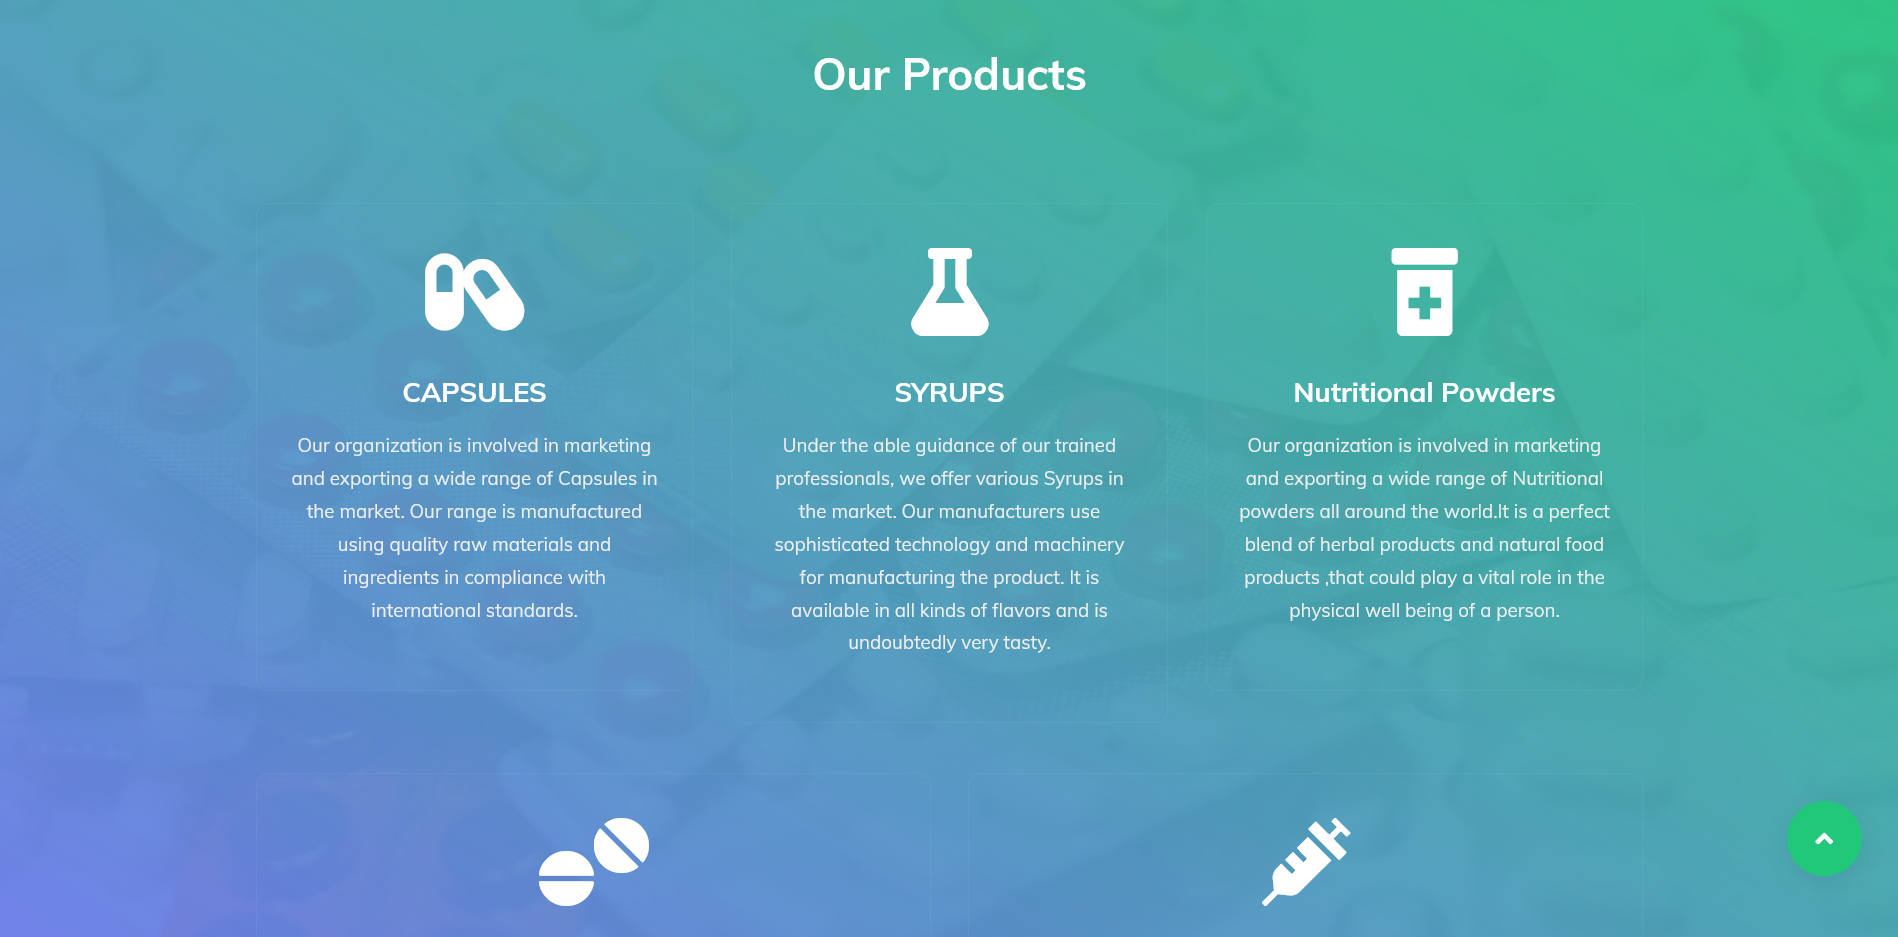 Our Products
CAPSULES
Our organization is involved in marketing
and exporting a wide range of Capsules in
the market. Our range is manufactured
using quality raw materials and
ingredients in compliance with
international standards.
SYRUPS
Under the able guidance of our trained
professionals, we offer various Syrups in
the market. Our manufacturers use
sophisticated technology and machinery
for manufacturing the product. It is
available in all kinds of flavors and is
undoubtedly very tasty.
Nutritional Powders
Our organization is involved in marketing
and exporting a wide range of Nutritional
powders all around the world.It is a perfect
blend of herbal products and natural food
products ,that could play a vital role in the
physical well being of a person.